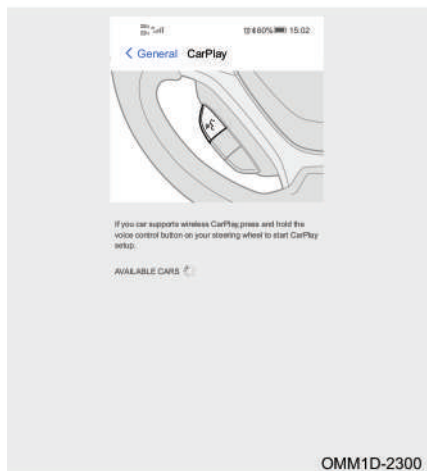 60% 15:02
General CarPlay
If you car supports wireless CarPlay, press and hold the
voice control button on your steering wheel to start CarPlay
setup.
AVAILABLE CARS
OMM1D-2300